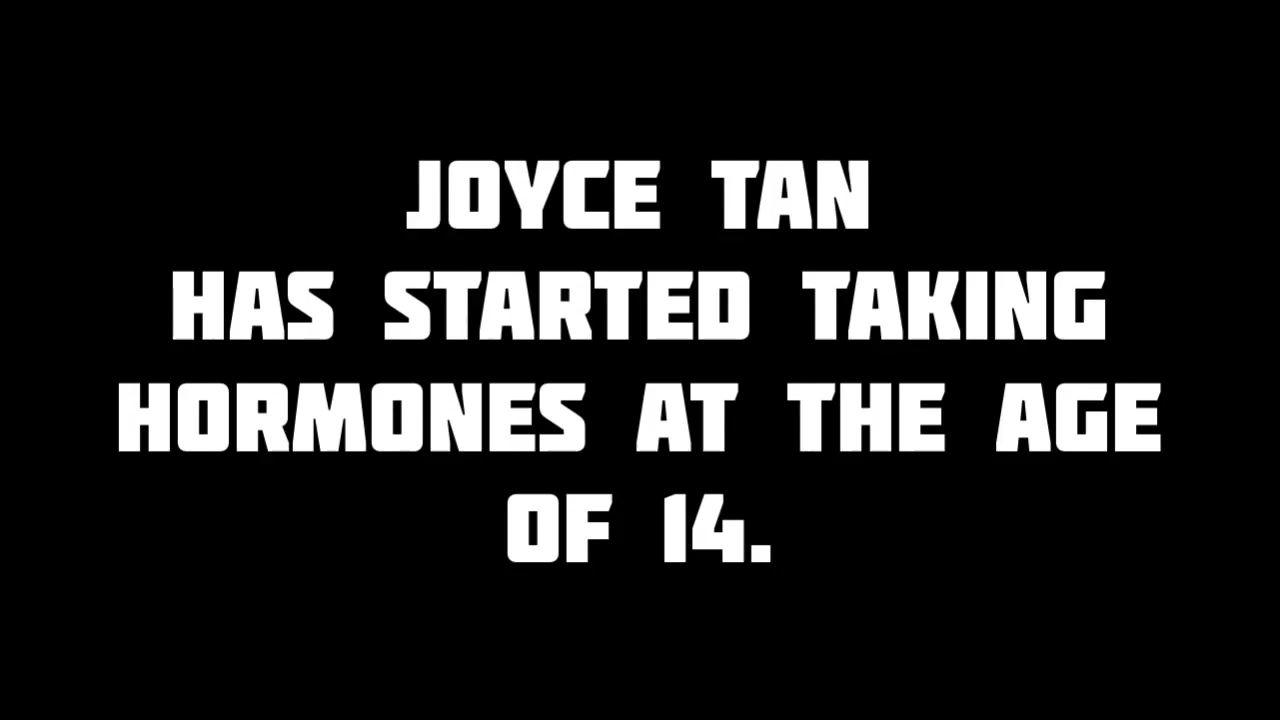 JOYCE TAN
HAS STARTED TAKING
HORMONES AT THE AGE
OF 14.